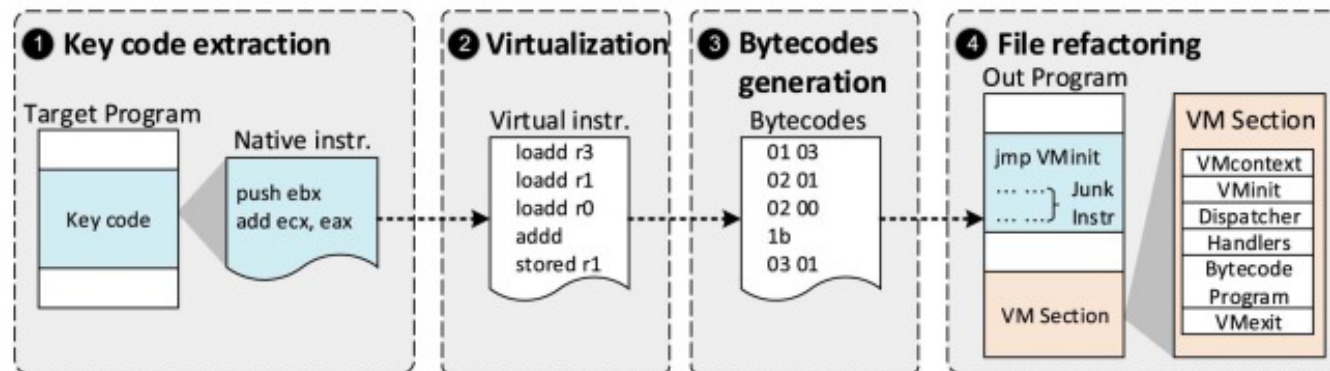 1 Key code extraction
Target Program
Key code
Native instr.
push ebx
add ecx, eax
2 Virtualization
Virtual instr.
loadd r3
loadd r1
loadd r0
addd
stored r1
3 Bytecodes
generation
Bytecodes
01 03
02 01
02 00
1b
03 01
4 File refactoring
Out Program
jmp VMinit
... ... Junk
... ... Instr
VM Section
VM Section
VMcontext
VMinit
Dispatcher
Handlers
Bytecode
Program
VMexit